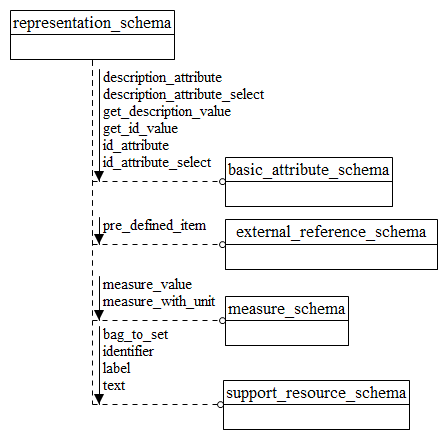 representation_schema
description_attribute
description_attribute_select
get_description_value
get_id_value
id_attribute
id_attribute_select
basic_attribute_schema
pre_defined_item
external_reference_schema
measure_value
measure_with_unit
measure_schema
bag_to_set
identifier
label
text
support_resource_schema